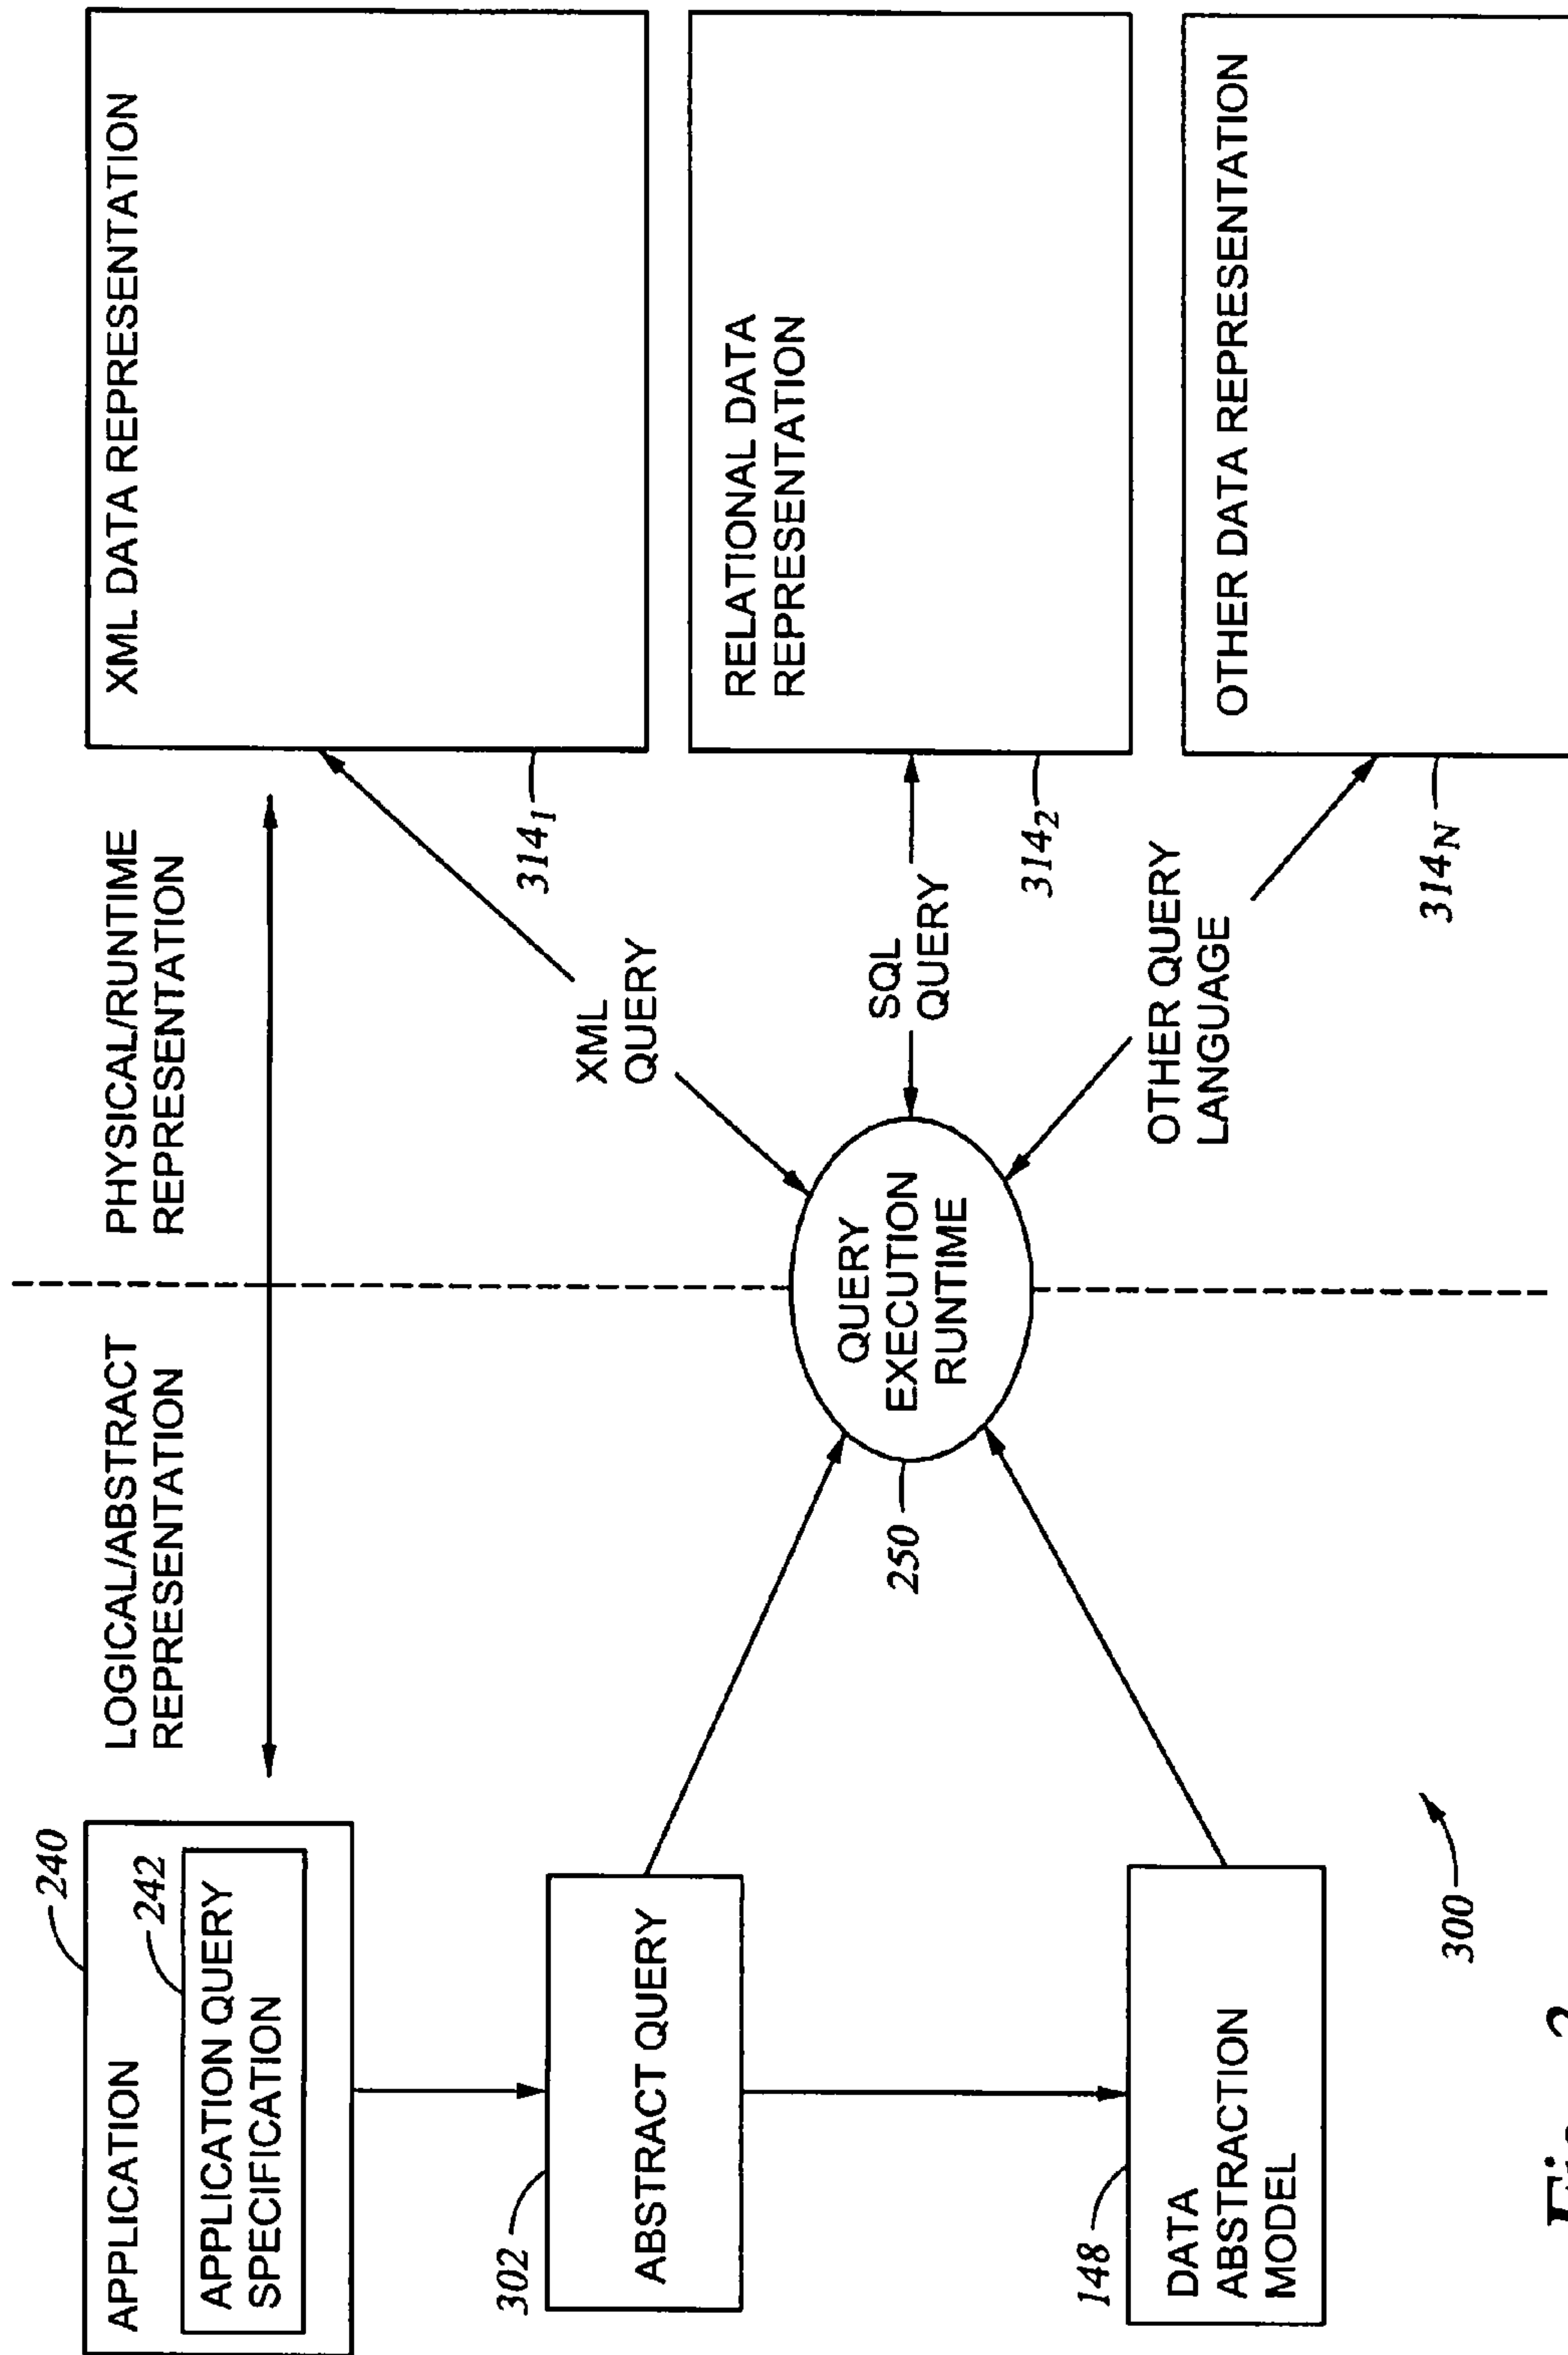 APPLICATION
240
APPLICATION QUERY
SPECIFICATION
242
LOGICAL/ABSTRACT
REPRESENTATION
PHYSICAL/RUNTIME
REPRESENTATION
XML DATA REPRESENTATION
314₁
302
ABSTRACT QUERY
XML
QUERY
QUERY
EXECUTION
RUNTIME
250
SQL
QUERY
RELATIONAL DATA
REPRESENTATION
314₂
148
DATA
ABSTRACTION
MODEL
OTHER QUERY
LANGUAGE
OTHER DATA REPRESENTATION
314N
300